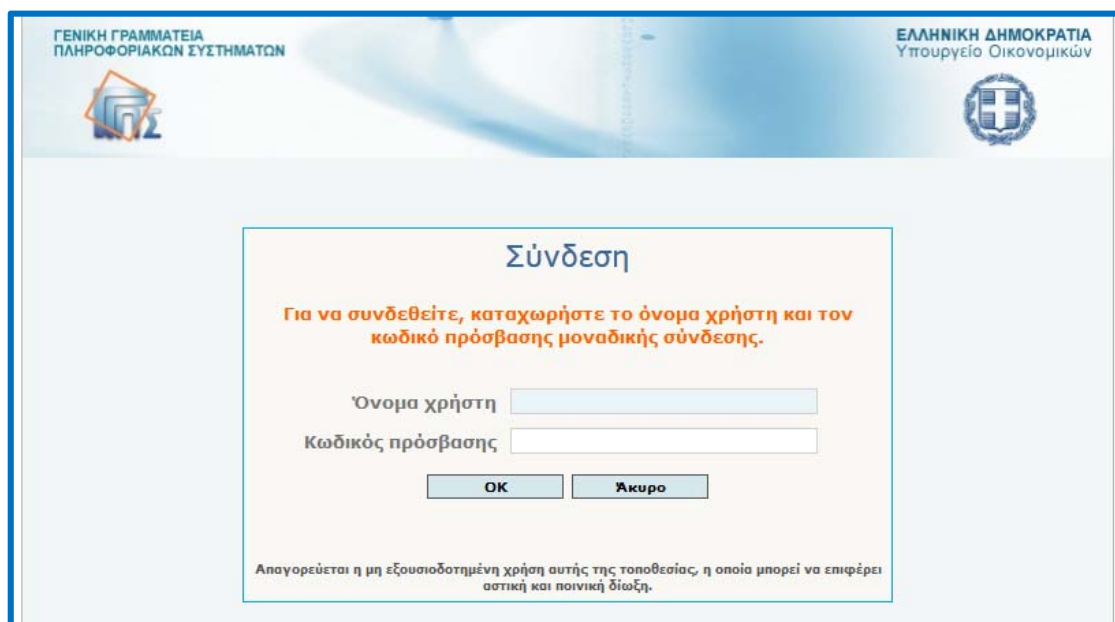 ΓΕΝΙΚΗ ΓΡΑΜΜΑΤΕΙΑ
ΠΛΗΡΟΦΟΡΙΑΚΩΝ ΣΥΣΤΗΜΑΤΩΝ
ΕΛΛΗΝΙΚΗ ΔΗΜΟΚΡΑΤΙΑ
Υπουργείο Οικονομικών
ΓΠΣ
Σύνδεση
Για να συνδεθείτε, καταχωρήστε το όνομα χρήστη και τον
κωδικό πρόσβασης μοναδικής σύνδεσης.
Όνομα χρήστη
Κωδικός πρόσβασης
OK Άκυρο
Απαγορεύεται η μη εξουσιοδοτημένη χρήση αυτής της τοποθεσίας, η οποία μπορεί να επιφέρει
αστική και ποινική δίωξη.